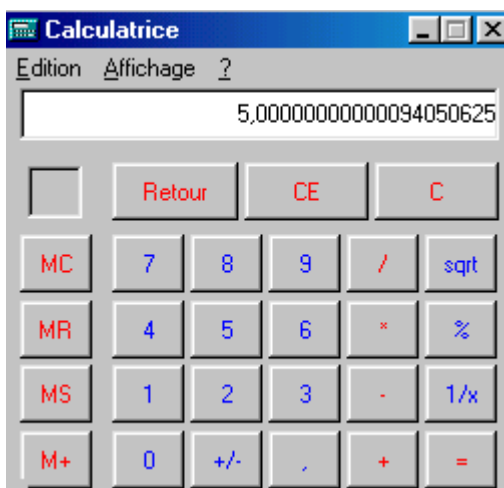 Calculatrice
Edition Affichage ?
5,00000000000094050625
Retour CE C
MC 7 8 9 / sqrt
MR 4 5 6 * %
MS 1 2 3 - 1/x
M+ 0 +/- , + =